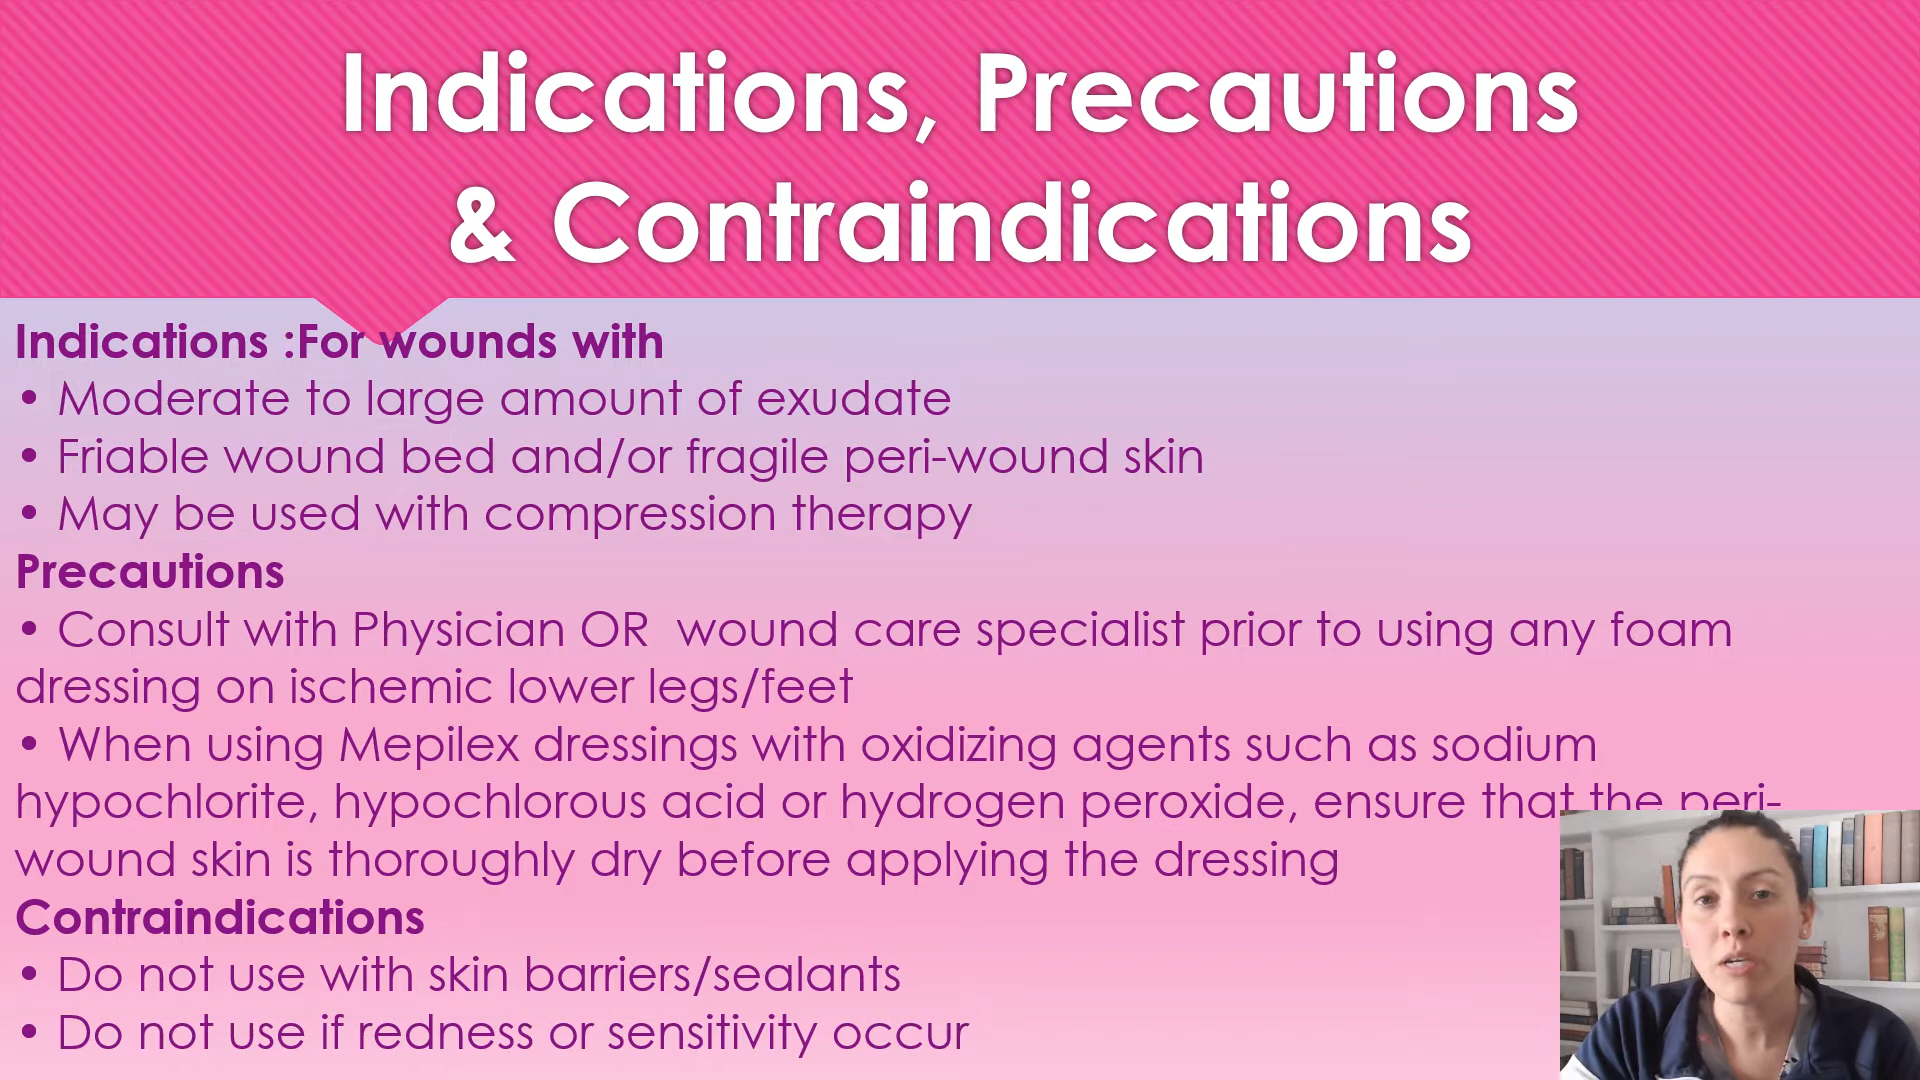 Indications, Precautions
& Contraindications
Indications :For wounds with
• Moderate to large amount of exudate
• Friable wound bed and/or fragile peri-wound skin
• May be used with compression therapy
Precautions
• Consult with Physician OR  wound care specialist prior to using any foam
dressing on ischemic lower legs/feet
• When using Mepilex dressings with oxidizing agents such as sodium
hypochlorite, hypochlorous acid or hydrogen peroxide, ensure that the peri-
wound skin is thoroughly dry before applying the dressing
Contraindications
• Do not use with skin barriers/sealants
• Do not use if redness or sensitivity occur